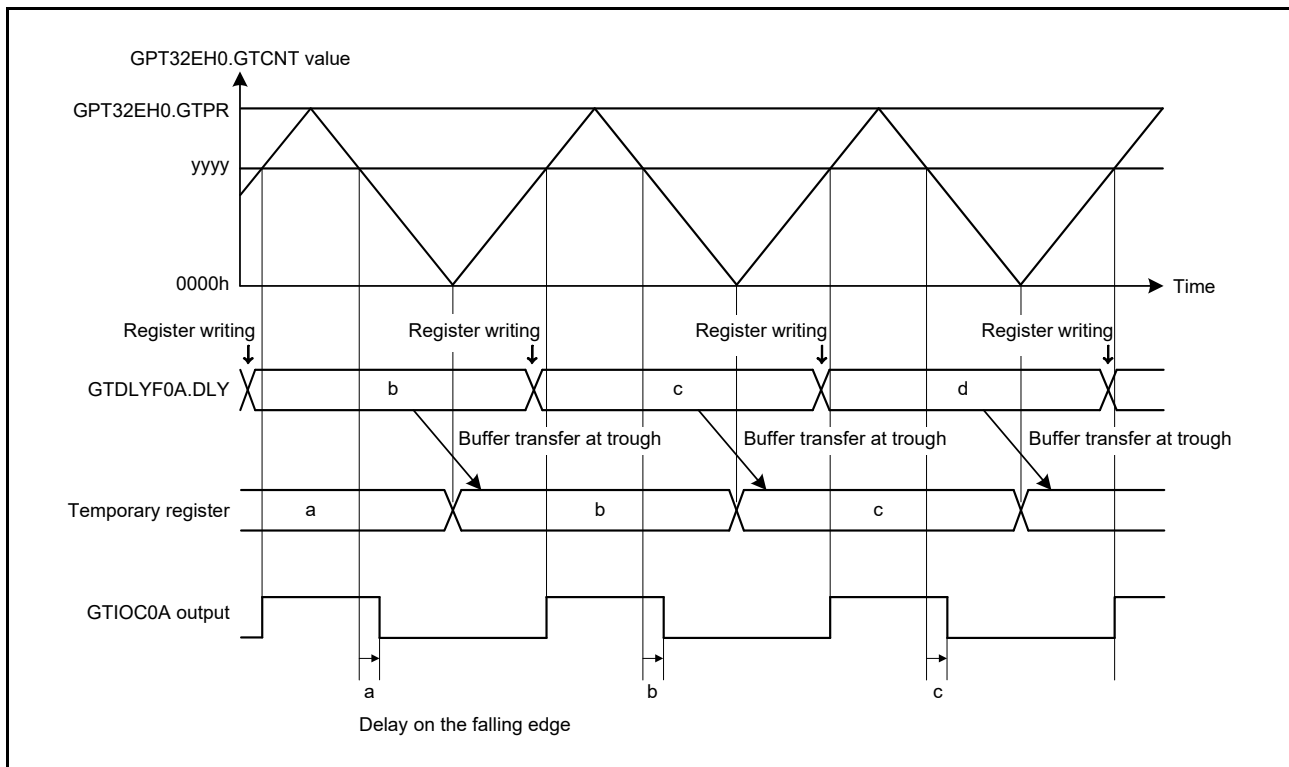 GPT32EH0.GTCNT value
GPT32EH0.GTPR
yyyy
0000h
Time
Register writing
Register writing
Register writing
Register writing
GTDLYF0A.DLY
b
c
d
Buffer transfer at trough
Buffer transfer at trough
Buffer transfer at trough
Temporary register
a
b
c
GTIOC0A output
a
b
c
Delay on the falling edge